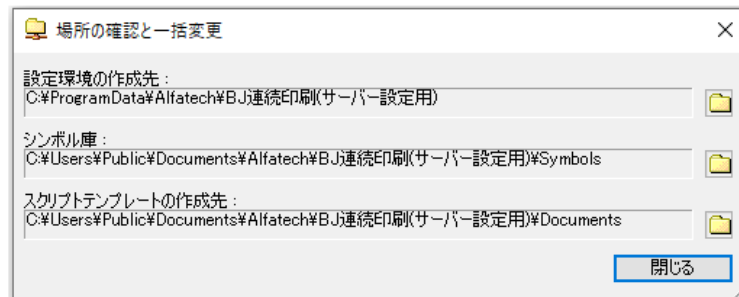 場所の確認と一括変更
設定環境の作成先：
C:¥ProgramData¥Alfatech¥BJ連続印刷(サーバー設定用)
シンボル庫：
C:¥Users¥Public¥Documents¥Alfatech¥BJ連続印刷(サーバー設定用)¥Symbols
スクリプトテンプレートの作成先：
C:¥Users¥Public¥Documents¥Alfatech¥BJ連続印刷(サーバー設定用)¥Documents
閉じる